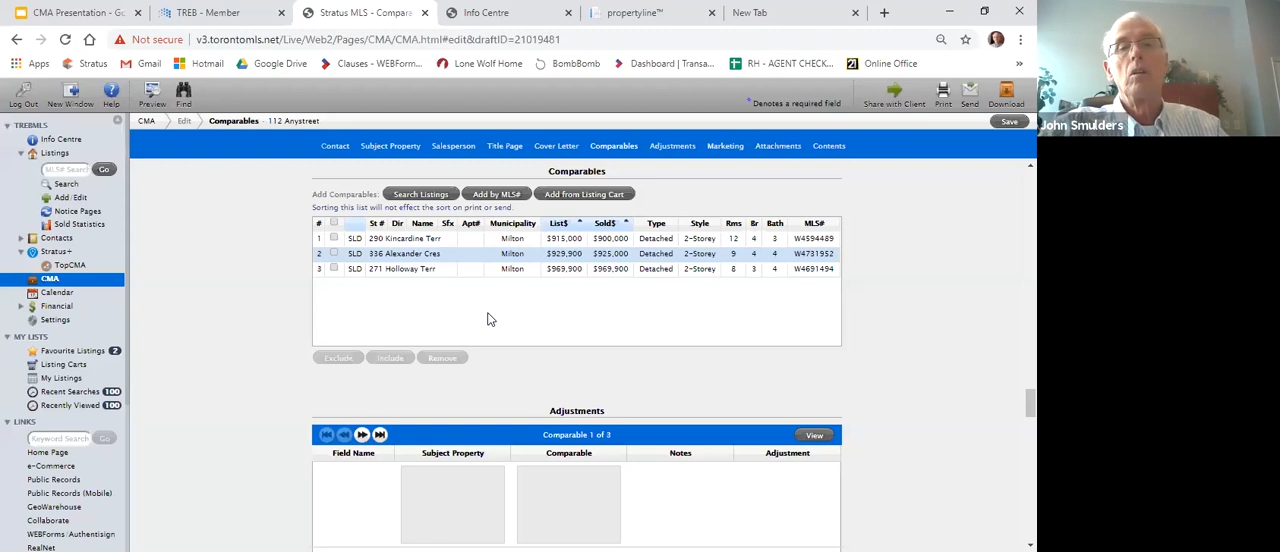 CMA Presentation - Go
TREB - Member
Stratus MLS - Compara
Info Centre
propertyline™
New Tab
Not secure
v3.torontomls.net/Live/Web2/Pages/CMA/CMA.html#edit&draftID=21019481
Apps
Stratus
Gmail
Hotmail
Google Drive
Clauses - WEBForm...
Lone Wolf Home
BombBomb
Dashboard | Transa...
RH - AGENT CHECK...
Online Office
»
Log Out
New Window
Help
Preview
Find
* Denotes a required field
Share with Client
Print
Send
Download
John Smulders
TREBMLS
CMA
Edit
Comparables - 112 Anystreet
Save
Info Centre
Listings
MLS# Search
Go
Search
Add/Edit
Notice Pages
Sold Statistics
Contacts
Stratus+
TopCMA
CMA
Calendar
Financial
Settings
MY LISTS
Favourite Listings 2
Listing Carts
My Listings
Recent Searches 100
Recently Viewed 100
LINKS
Keyword Search
Go
Home Page
e-Commerce
Public Records
Public Records (Mobile)
GeoWarehouse
Collaborate
WEBForms/Authentisign
RealNet
Contact Subject Property Salesperson Title Page Cover Letter Comparables Adjustments Marketing Attachments Contents
Comparables
Add Comparables: Search Listings Add by MLS# Add from Listing Cart
Sorting this list will not effect the sort on print or send.
# St # Dir Name Sfx Apt# Municipality List$ Sold$ Type Style Rms Br Bath MLS#
1 SLD 290 Kincardine Terr Milton $915,000 $900,000 Detached 2-Storey 12 4 3 W4594489
2 SLD 336 Alexander Cres Milton $929,900 $925,000 Detached 2-Storey 9 4 4 W4731952
3 SLD 271 Holloway Terr Milton $969,900 $969,900 Detached 2-Storey 8 3 4 W4691494
Exclude Include Remove
Adjustments
Comparable 1 of 3
View
Field Name Subject Property Comparable Notes Adjustment